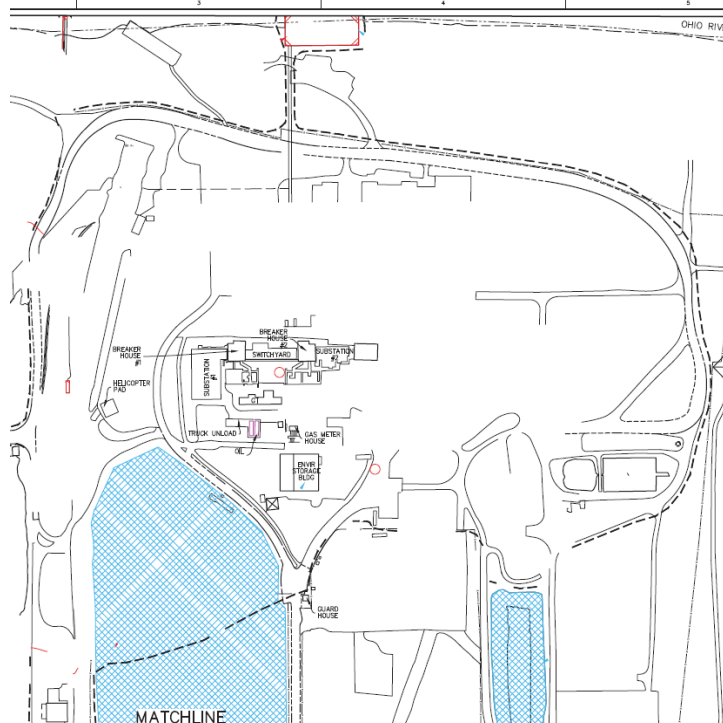 3
4
5
OHIO RIV
BREAKER
HOUSE
#2
BREAKER
HOUSE
#1
SWITCHYARD
SUBSTATION
#2
SUBSTATION
#1
HELICOPTER
PAD
TRUCK UNLOAD
OIL
GAS METER
HOUSE
ENVIR
STORAGE
BLDG
GUARD
HOUSE
MATCHLINE